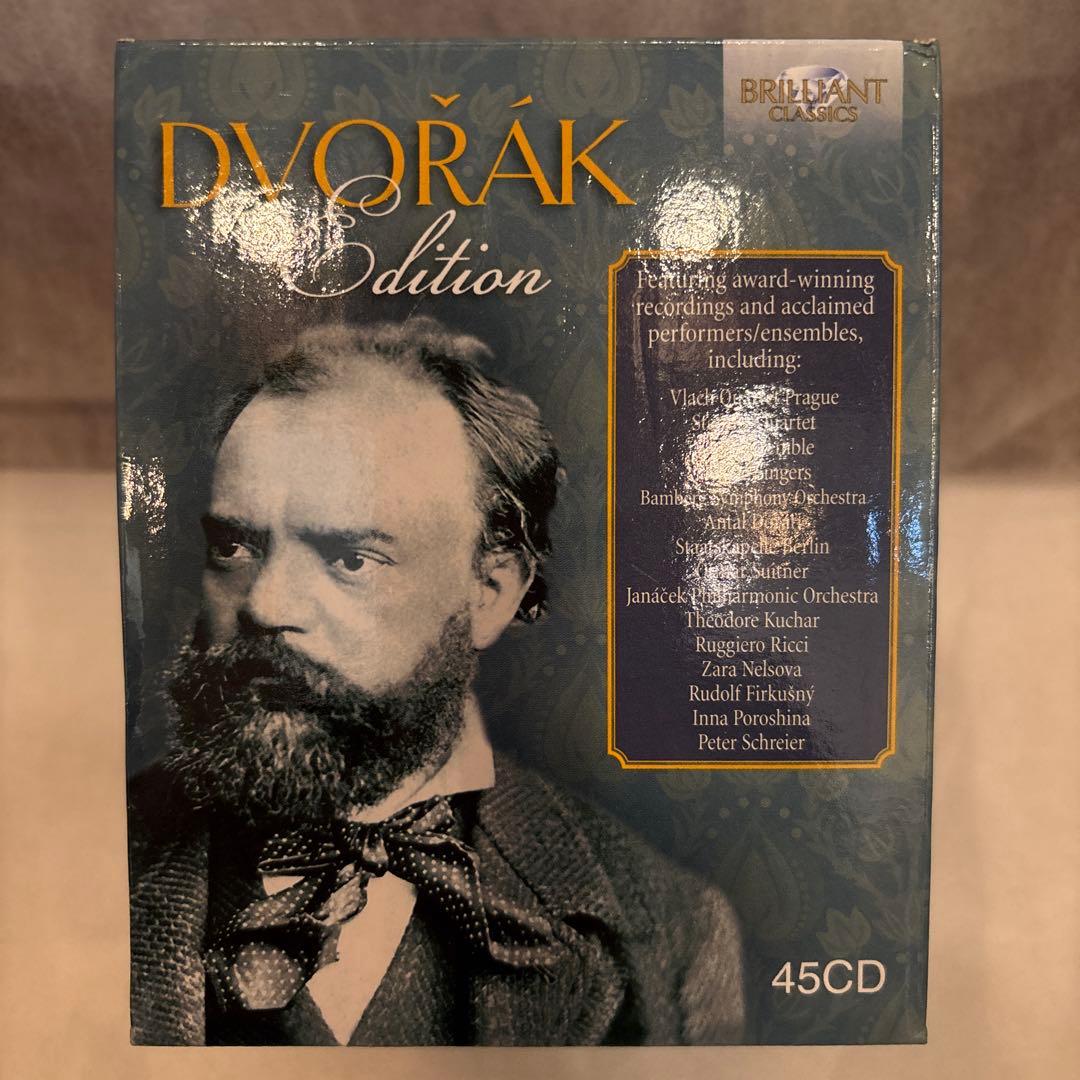 BRILLIANT
CLASSICS
DVOŘÁK
Edition
Featuring award-winning
recordings and acclaimed
performers/ensembles,
including:
Vlach Quartet Prague
Quartet
Bamberg Symphony Orchestra
Antal Doráti
Staatskapelle Berlin
Otmar Suitner
Janáček Philharmonic Orchestra
Theodore Kuchar
Ruggiero Ricci
Zara Nelsova
Rudolf Firkušný
Inna Poroshina
Peter Schreier
45CD